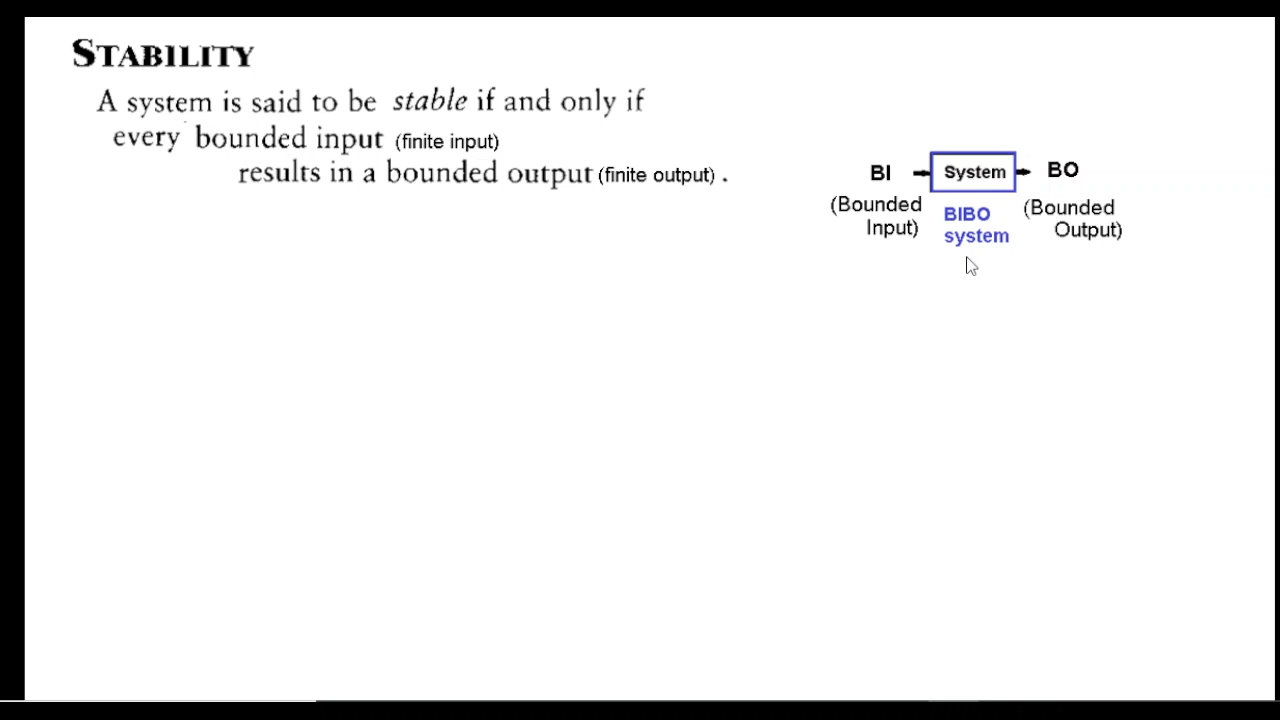 STABILITY
A system is said to be stable if and only if
every bounded input (finite input)
results in a bounded output (finite output) .
BI System BO
(Bounded Input)
BIBO system
(Bounded Output)